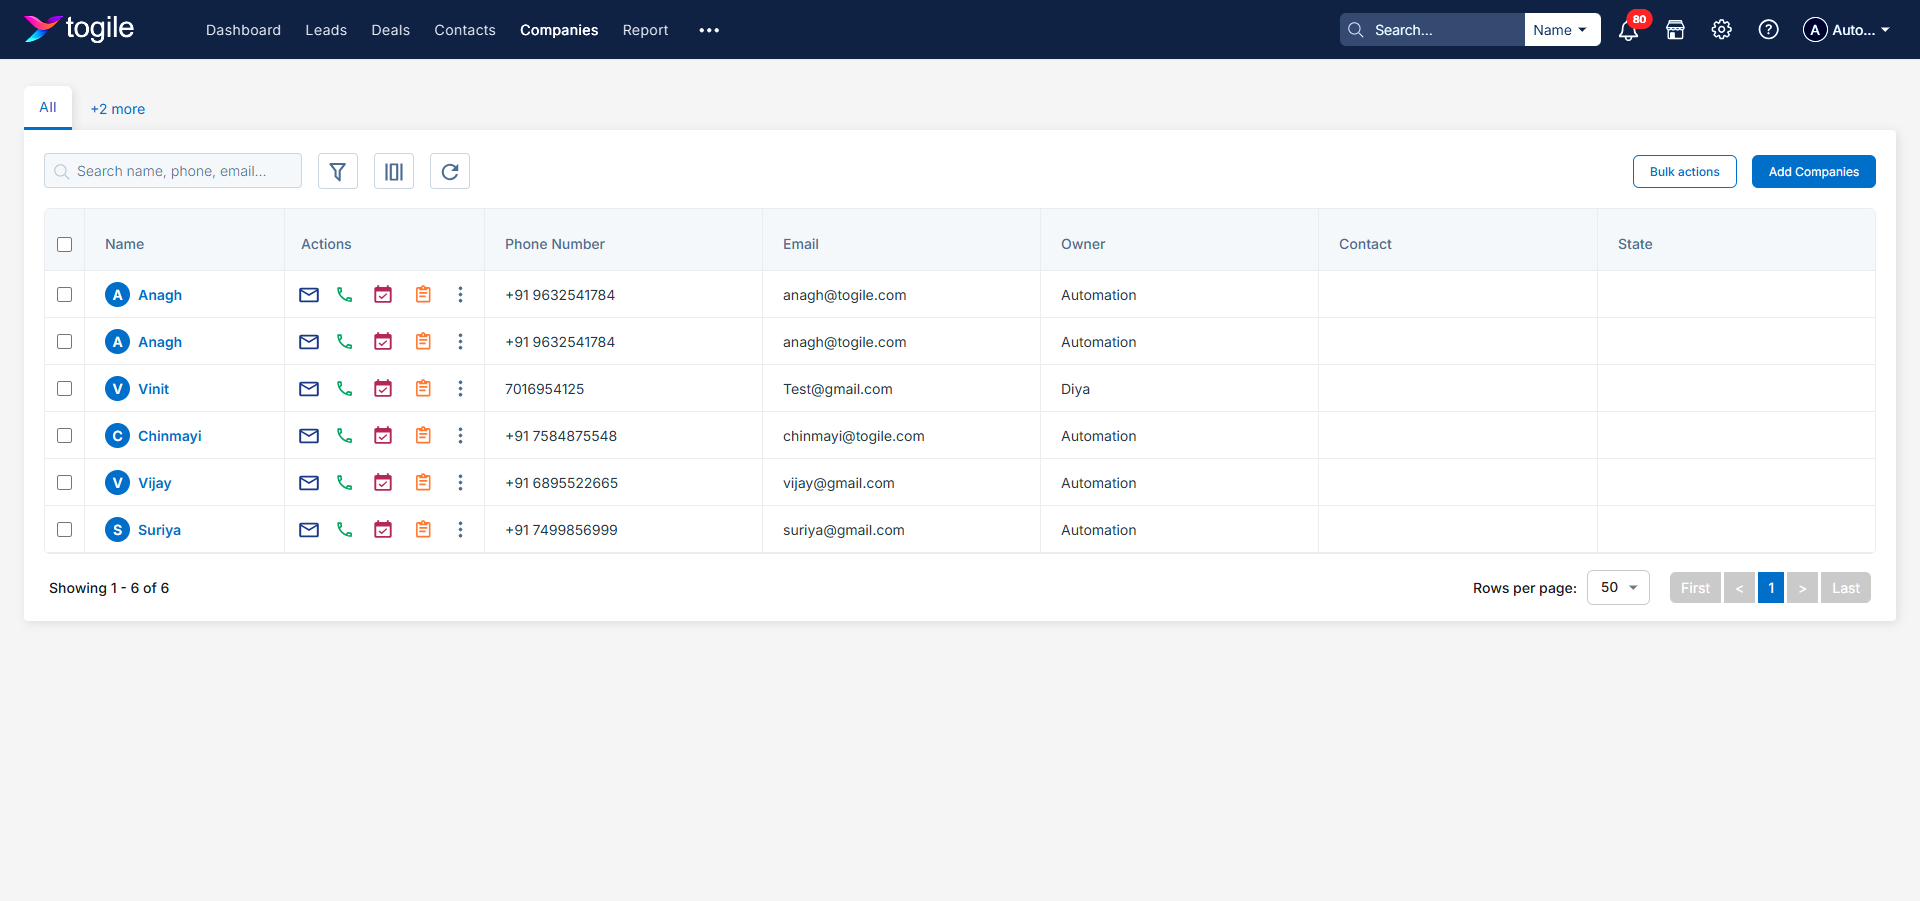 togile Dashboard Leads Deals Contacts Companies Report Search... Name 80 A Auto...
All +2 more
Search name, phone, email... Bulk actions Add Companies
Name Actions Phone Number Email Owner Contact State
A Anagh +91 9632541784 anagh@togile.com Automation
A Anagh +91 9632541784 anagh@togile.com Automation
V Vinit 7016954125 Test@gmail.com Diya
C Chinmayi +91 7584875548 chinmayi@togile.com Automation
V Vijay +91 6895522665 vijay@gmail.com Automation
S Suriya +91 7499856999 suriya@gmail.com Automation
Showing 1 - 6 of 6 Rows per page: 50 First < 1 > Last